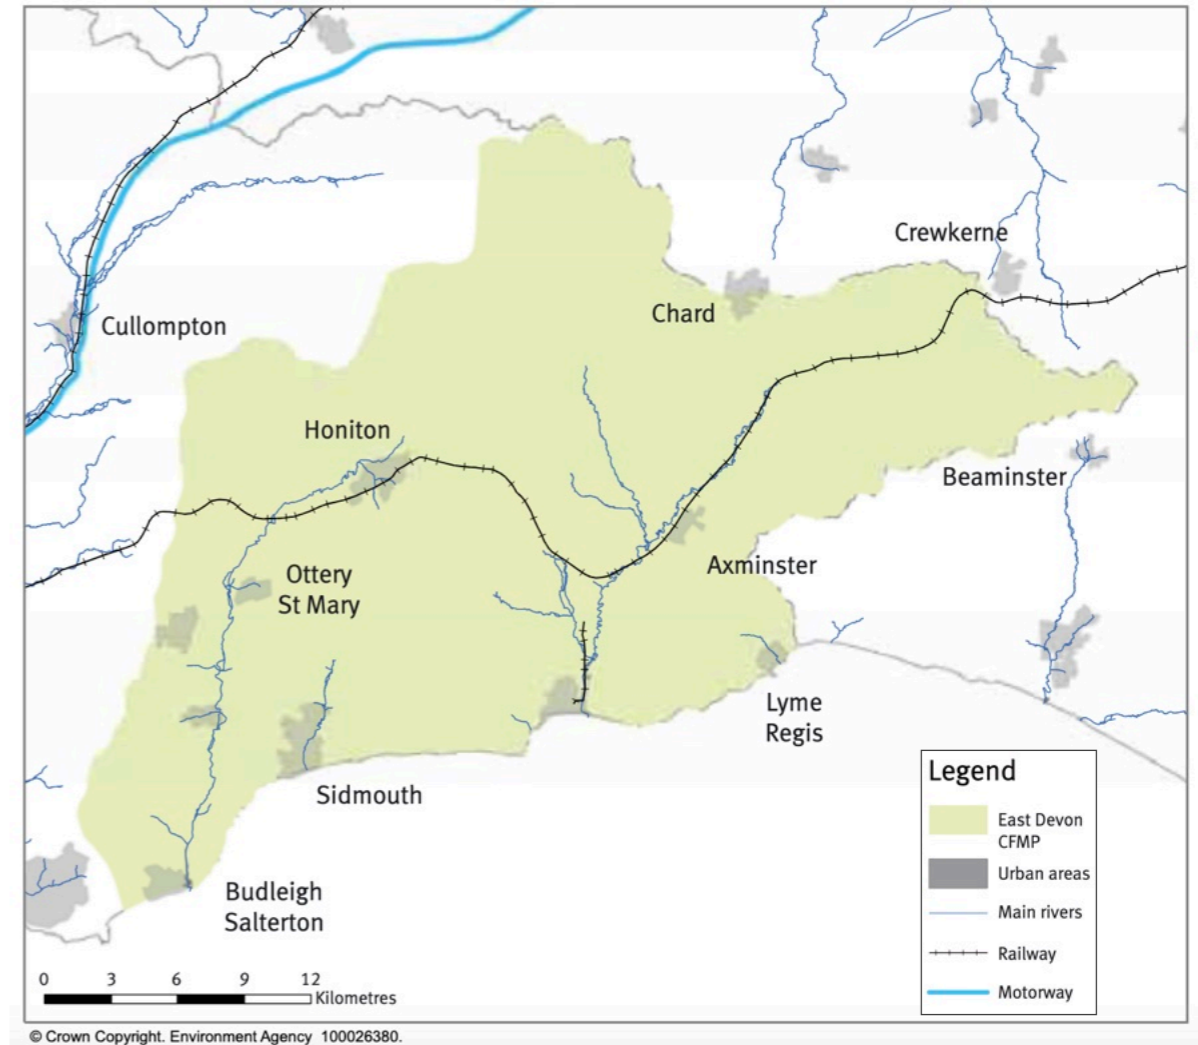 Crewkerne
Chard
Cullompton
Honiton
Beaminster
Ottery
St Mary
Axminster
Lyme
Regis
Sidmouth
Budleigh
Salterton
Legend
East Devon
CFMP
Urban areas
Main rivers
Railway
Motorway
0 3 6 9 12
Kilometres
© Crown Copyright. Environment Agency 100026380.